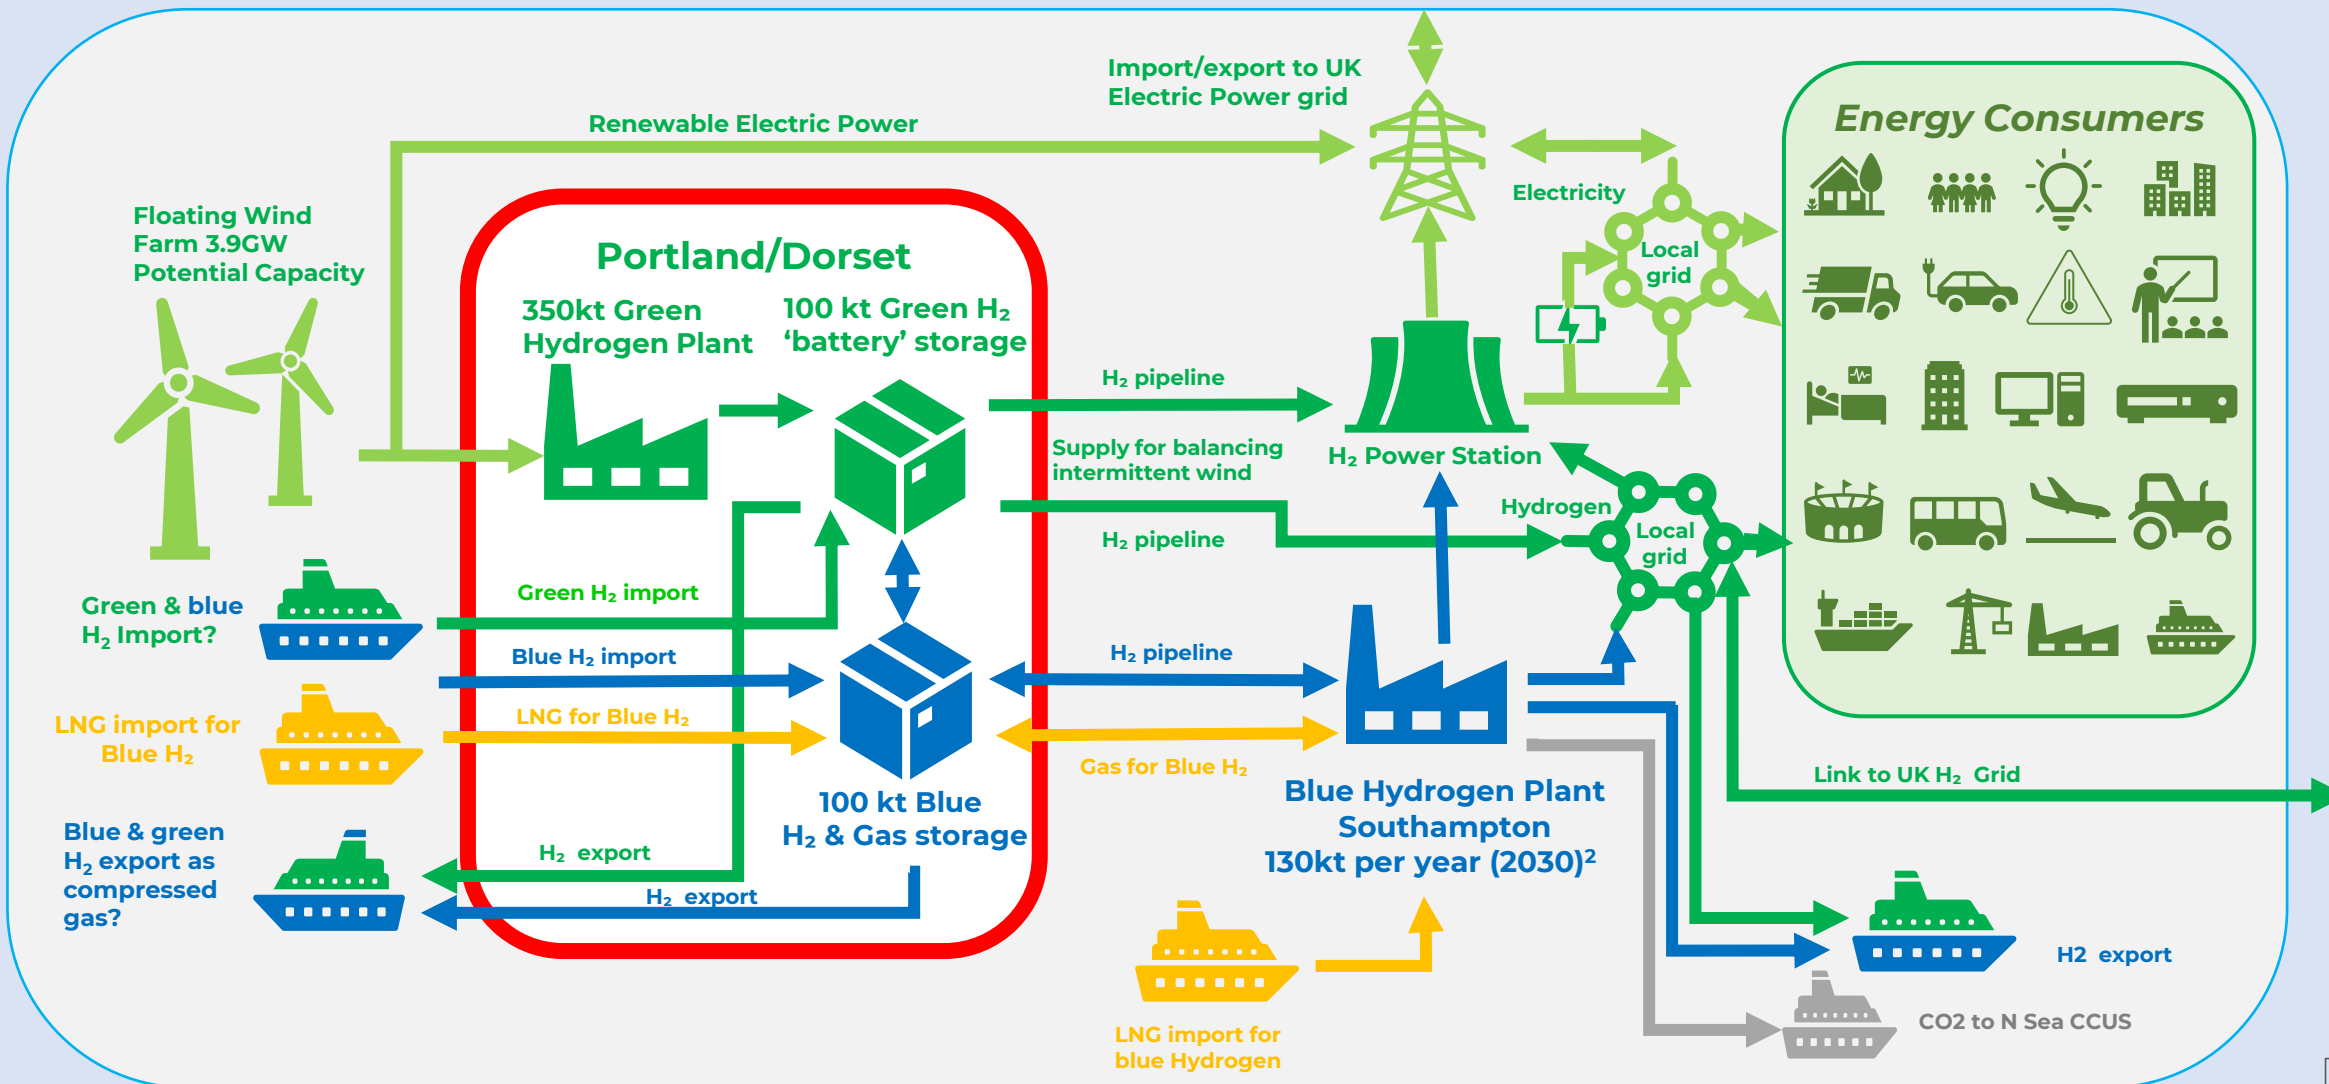 Import/export to UK
Electric Power grid
Renewable Electric Power
Energy Consumers
Floating Wind
Farm 3.9GW
Potential Capacity
Portland/Dorset
350kt Green
Hydrogen Plant
100 kt Green H₂
‘battery’ storage
Electricity
Local
grid
H₂ pipeline
Supply for balancing
intermittent wind
H₂ Power Station
H₂ pipeline
Hydrogen
Local
grid
Green & blue
H₂ Import?
Green H₂ import
Blue H₂ import
H₂ pipeline
LNG import for
Blue H₂
LNG for Blue H₂
Gas for Blue H₂
100 kt Blue
H₂ & Gas storage
Blue Hydrogen Plant
Southampton
130kt per year (2030)²
Link to UK H₂ Grid
Blue & green
H₂ export as
compressed
gas?
H₂ export
H₂ export
H2 export
LNG import for
blue Hydrogen
CO2 to N Sea CCUS